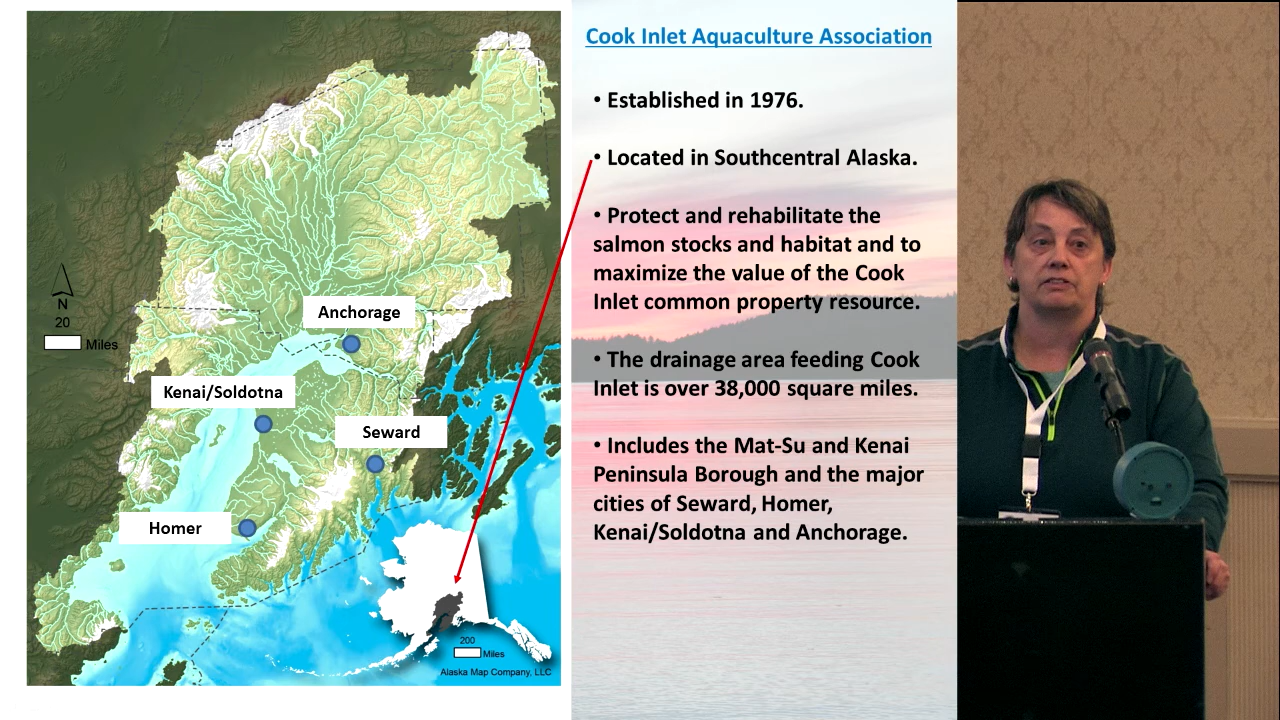 Anchorage
N
20
Miles
Kenai/Soldotna
Seward
Homer
200
Miles
Alaska Map Company, LLC
Cook Inlet Aquaculture Association
• Established in 1976.
• Located in Southcentral Alaska.
• Protect and rehabilitate the
salmon stocks and habitat and to
maximize the value of the Cook
Inlet common property resource.
• The drainage area feeding Cook
Inlet is over 38,000 square miles.
• Includes the Mat-Su and Kenai
Peninsula Borough and the major
cities of Seward, Homer,
Kenai/Soldotna and Anchorage.